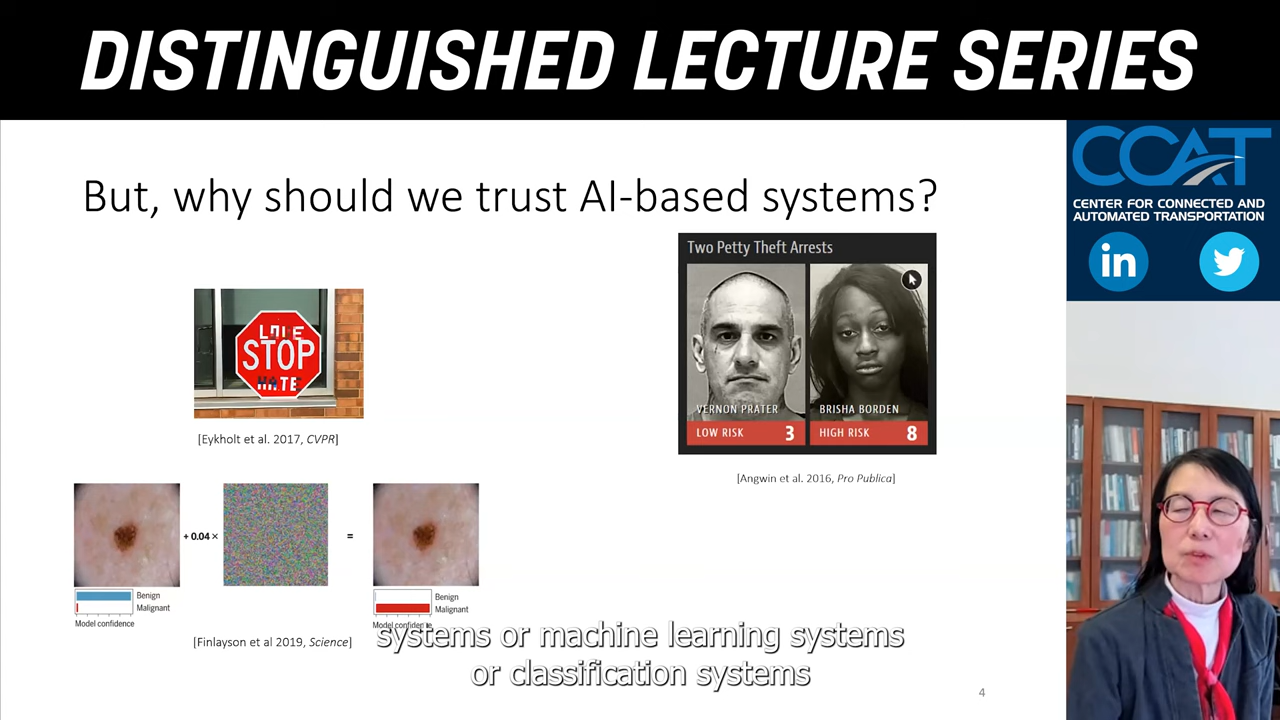 DISTINGUISHED LECTURE SERIES
CCAT
CENTER FOR CONNECTED AND
AUTOMATED TRANSPORTATION
in
But, why should we trust AI-based systems?
Two Petty Theft Arrests
VERNON PRATER
LOW RISK 3
BRISHA BORDEN
HIGH RISK 8
[Angwin et al. 2016, Pro Publica]
STOP
HATE
[Eykholt et al. 2017, CVPR]
+ 0.04 ×
=
Benign
Malignant
Model confidence
Benign
Malignant
Model confidence
[Finlayson et al 2019, Science]
systems or machine learning systems
or classification systems
4